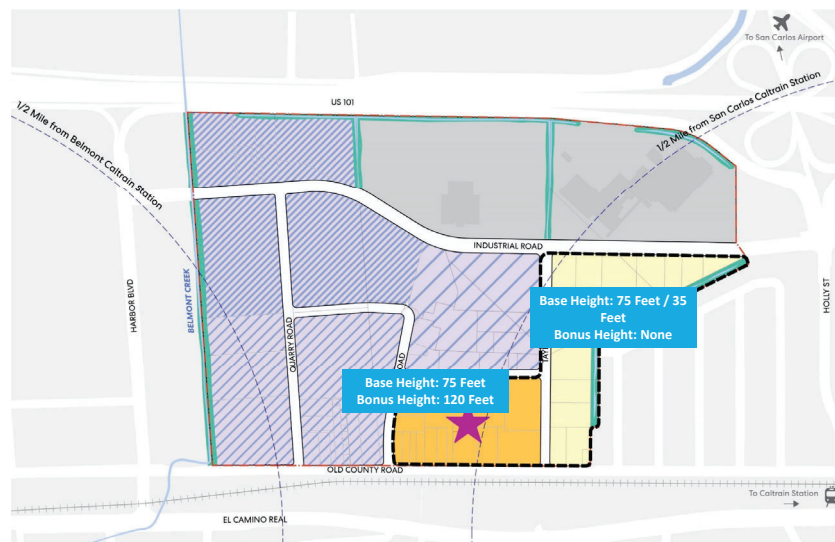 To San Carlos Airport
US 101
1/2 Mile from Belmont Caltrain Station
1/2 Mile from San Carlos Caltrain Station
INDUSTRIAL ROAD
HARBOR BLVD
BELMONT CREEK
QUARRY ROAD
HOLLY ST
Base Height: 75 Feet / 35
Feet
Bonus Height: None
TAY
OAD
Base Height: 75 Feet
Bonus Height: 120 Feet
OLD COUNTY ROAD
To Caltrain Station
EL CAMINO REAL